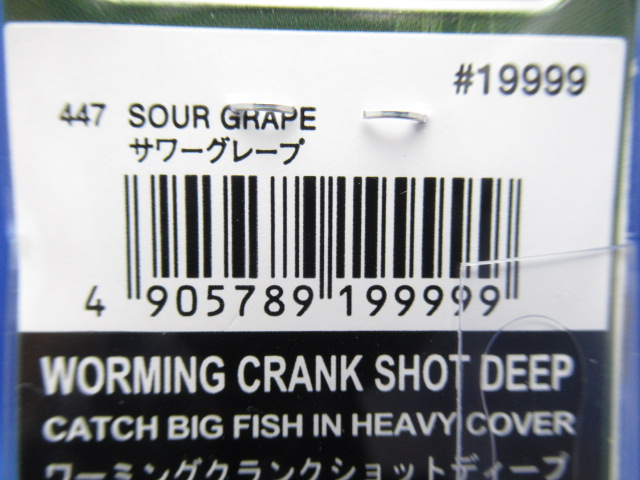 #19999
447 SOUR GRAPE
サワーグレープ
4 905789 199999
WORMING CRANK SHOT DEEP
CATCH BIG FISH IN HEAVY COVER
ワーミングクランクショットディープ